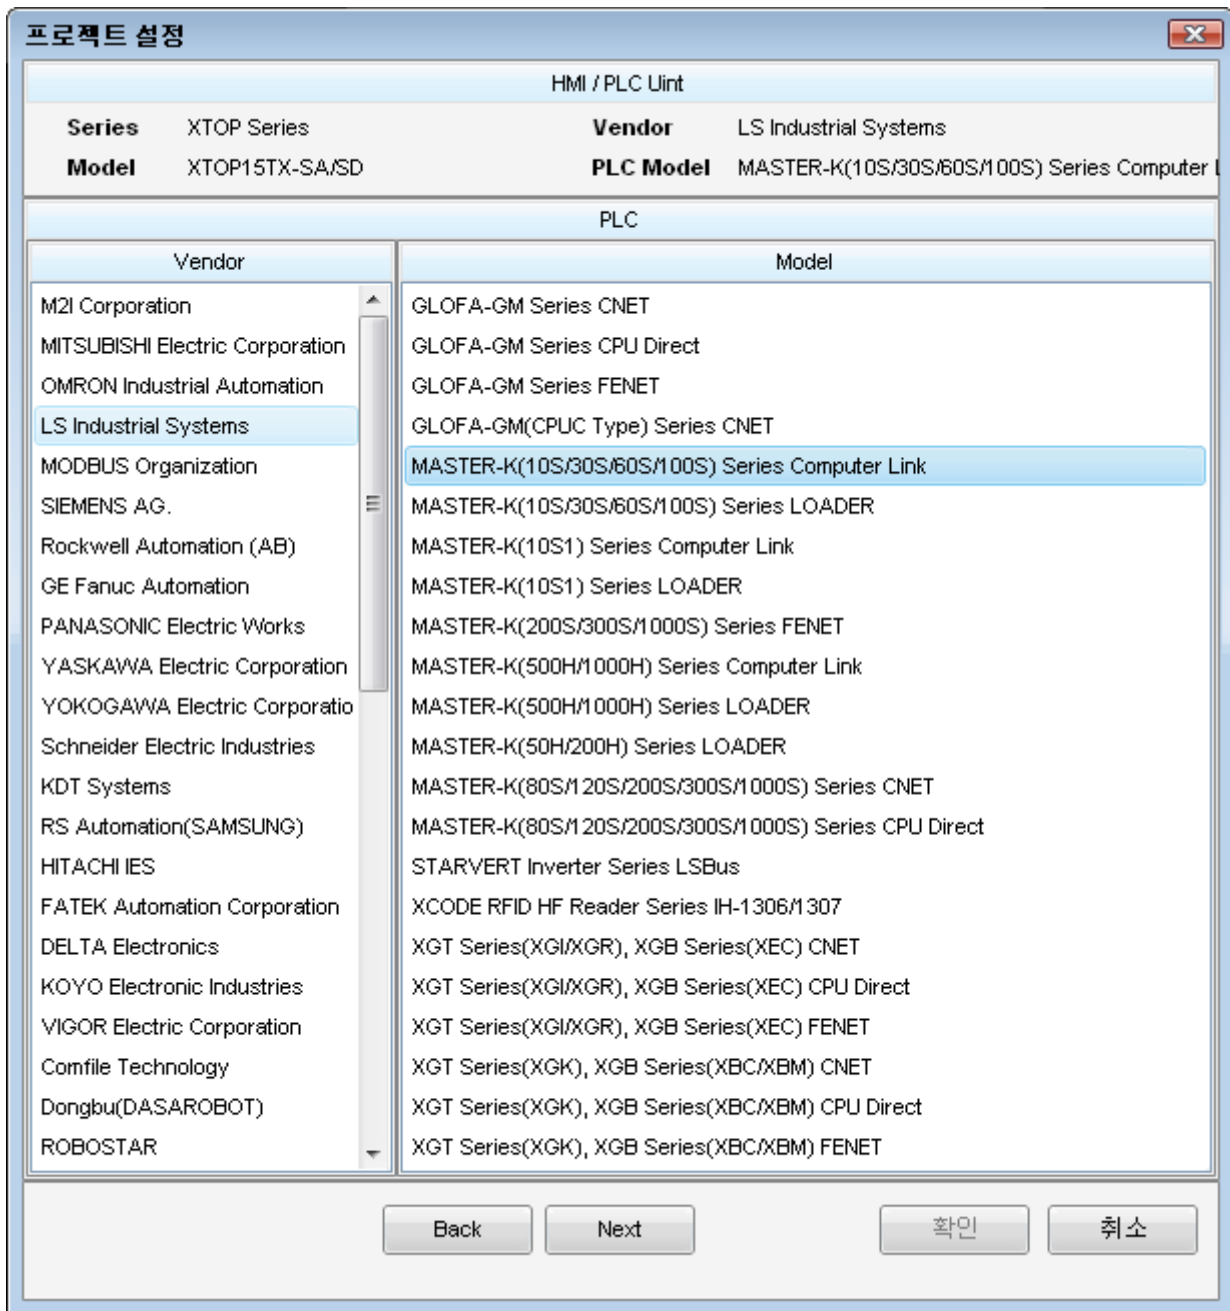 프로젝트 설정
HMI / PLC Uint
Series XTOP Series Vendor LS Industrial Systems
Model XTOP15TX-SA/SD PLC Model MASTER-K(10S/30S/60S/100S) Series Computer L
PLC
Vendor
M2I Corporation
MITSUBISHI Electric Corporation
OMRON Industrial Automation
LS Industrial Systems
MODBUS Organization
SIEMENS AG.
Rockwell Automation (AB)
GE Fanuc Automation
PANASONIC Electric Works
YASKAWA Electric Corporation
YOKOGAWA Electric Corporatio
Schneider Electric Industries
KDT Systems
RS Automation(SAMSUNG)
HITACHI IES
FATEK Automation Corporation
DELTA Electronics
KOYO Electronic Industries
VIGOR Electric Corporation
Comfile Technology
Dongbu(DASAROBOT)
ROBOSTAR
Model
GLOFA-GM Series CNET
GLOFA-GM Series CPU Direct
GLOFA-GM Series FENET
GLOFA-GM(CPUC Type) Series CNET
MASTER-K(10S/30S/60S/100S) Series Computer Link
MASTER-K(10S/30S/60S/100S) Series LOADER
MASTER-K(10S1) Series Computer Link
MASTER-K(10S1) Series LOADER
MASTER-K(200S/300S/1000S) Series FENET
MASTER-K(500H/1000H) Series Computer Link
MASTER-K(500H/1000H) Series LOADER
MASTER-K(50H/200H) Series LOADER
MASTER-K(80S/120S/200S/300S/1000S) Series CNET
MASTER-K(80S/120S/200S/300S/1000S) Series CPU Direct
STARVERT Inverter Series LSBus
XCODE RFID HF Reader Series IH-1306/1307
XGT Series(XGI/XGR), XGB Series(XEC) CNET
XGT Series(XGI/XGR), XGB Series(XEC) CPU Direct
XGT Series(XGI/XGR), XGB Series(XEC) FENET
XGT Series(XGK), XGB Series(XBC/XBM) CNET
XGT Series(XGK), XGB Series(XBC/XBM) CPU Direct
XGT Series(XGK), XGB Series(XBC/XBM) FENET
Back Next 확인 취소